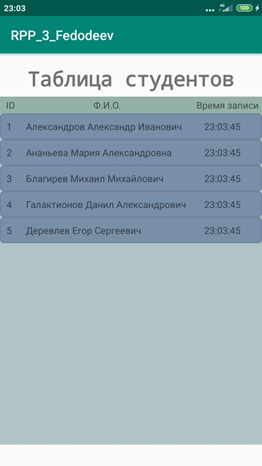 23:03
4G
100
RPP_3_Fedodeev
Таблица студентов
ID Ф.И.О. Время записи
1 Александров Александр Иванович 23:03:45
2 Ананьева Мария Александровна 23:03:45
3 Благирев Михаил Михайлович 23:03:45
4 Галактионов Данил Александрович 23:03:45
5 Деревлев Егор Сергеевич 23:03:45